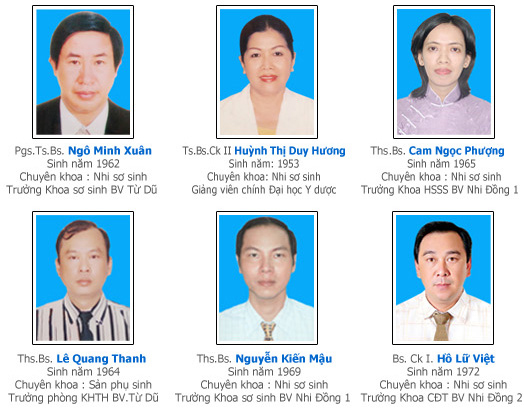 Pgs.Ts.Bs. Ngô Minh Xuân
Sinh năm 1962
Chuyên khoa : Nhi sơ sinh
Trưởng Khoa sơ sinh BV Từ Dũ
Ts.Bs.Ck II Huỳnh Thị Duy Hương
Sinh năm: 1953
Chuyên khoa: Nhi sơ sinh
Giảng viên chính Đại học Y dược
Ths.Bs. Cam Ngọc Phượng
Sinh năm 1965
Chuyên khoa: Nhi sơ sinh
Trưởng Khoa HSSS BV Nhi Đồng 1
Ths.Bs. Lê Quang Thanh
Sinh năm 1964
Chuyên khoa : Sản phụ sinh
Trưởng phòng KHTH BV.Từ Dũ
Ths.Bs. Nguyễn Kiến Mậu
Sinh năm 1969
Chuyên khoa : Nhi sơ sinh
Trưởng Khoa sơ sinh BV Nhi Đồng 1
Bs. Ck I. Hồ Lữ Việt
Sinh năm 1972
Chuyên khoa : Nhi sơ sinh
Trưởng Khoa CĐT BV Nhi Đồng 2